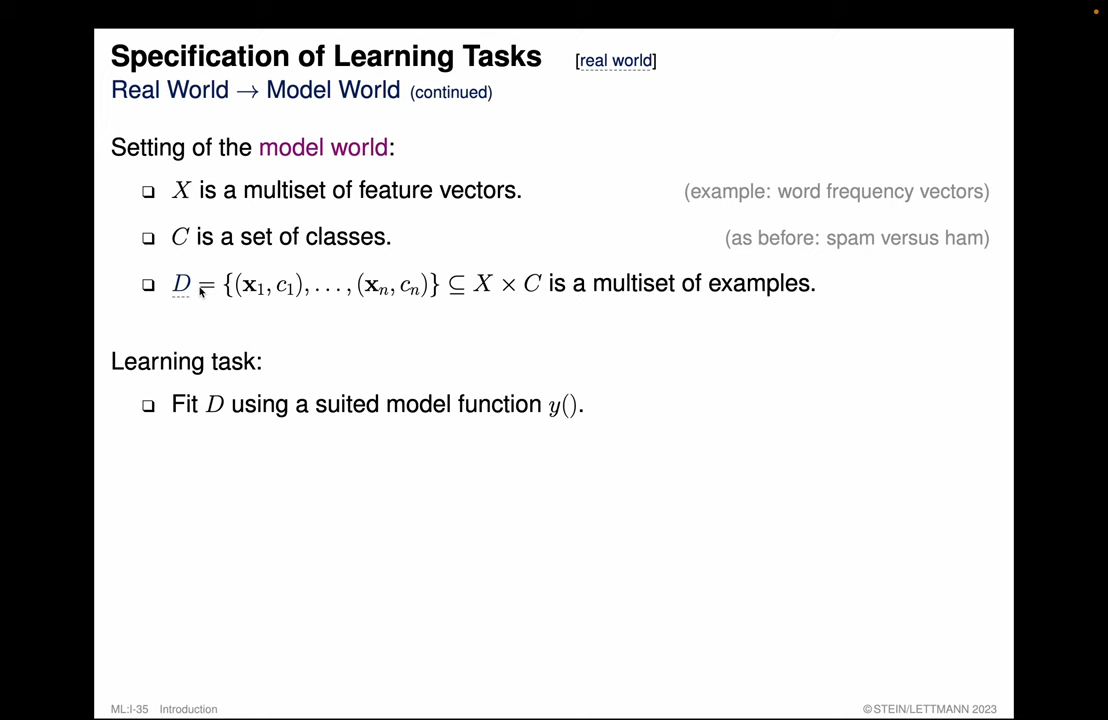 Specification of Learning Tasks [real world]
Real World → Model World (continued)
Setting of the model world:
❑ X is a multiset of feature vectors. (example: word frequency vectors)
❑ C is a set of classes. (as before: spam versus ham)
❑ D = {(x₁, c₁), . . . , (xₙ, cₙ)} ⊆ X × C is a multiset of examples.
Learning task:
❑ Fit D using a suited model function y().
ML:I-35 Introduction ©STEIN/LETTMANN 2023